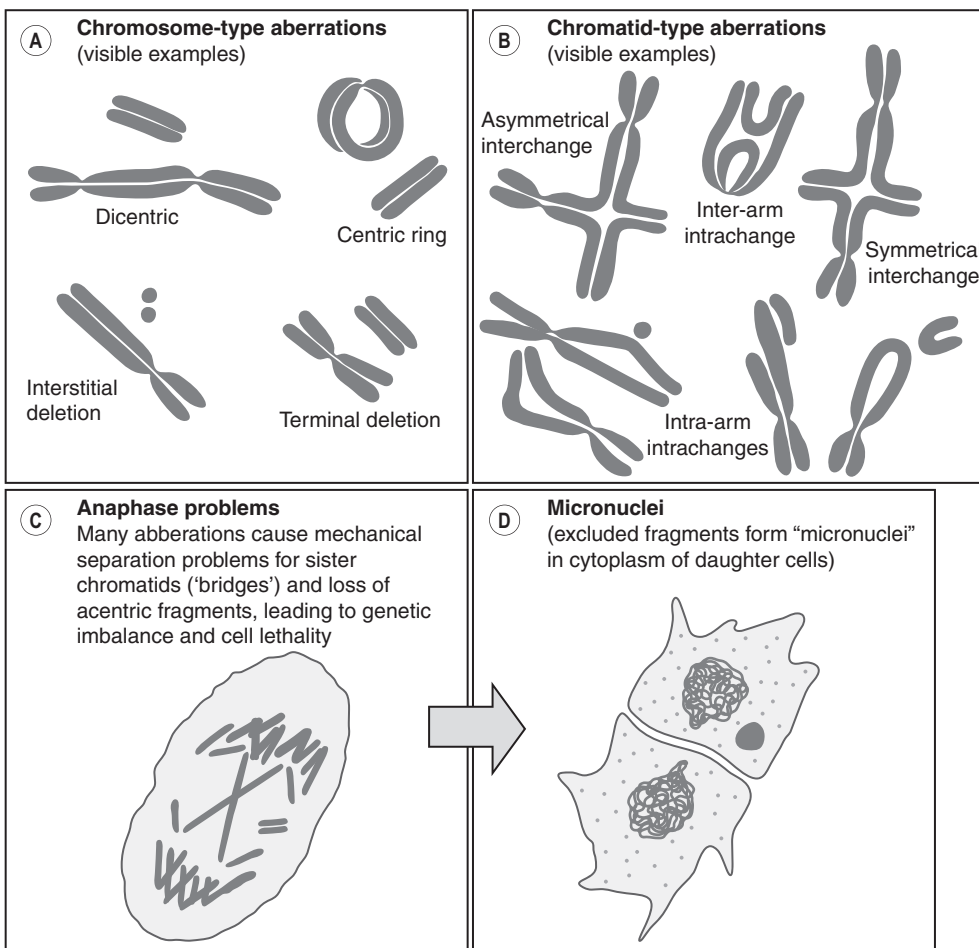 A
Chromosome-type aberrations
(visible examples)
Dicentric
Centric ring
Interstitial
deletion
Terminal deletion
B
Chromatid-type aberrations
(visible examples)
Asymmetrical
interchange
Inter-arm
intrachange
Symmetrica
interchange
Intra-arm
intrachanges
C
Anaphase problems
Many abberations cause mechanical
separation problems for sister
chromatids (‘bridges’) and loss of
acentric fragments, leading to genetic
imbalance and cell lethality
D
Micronuclei
(excluded fragments form “micronuclei”
in cytoplasm of daughter cells)